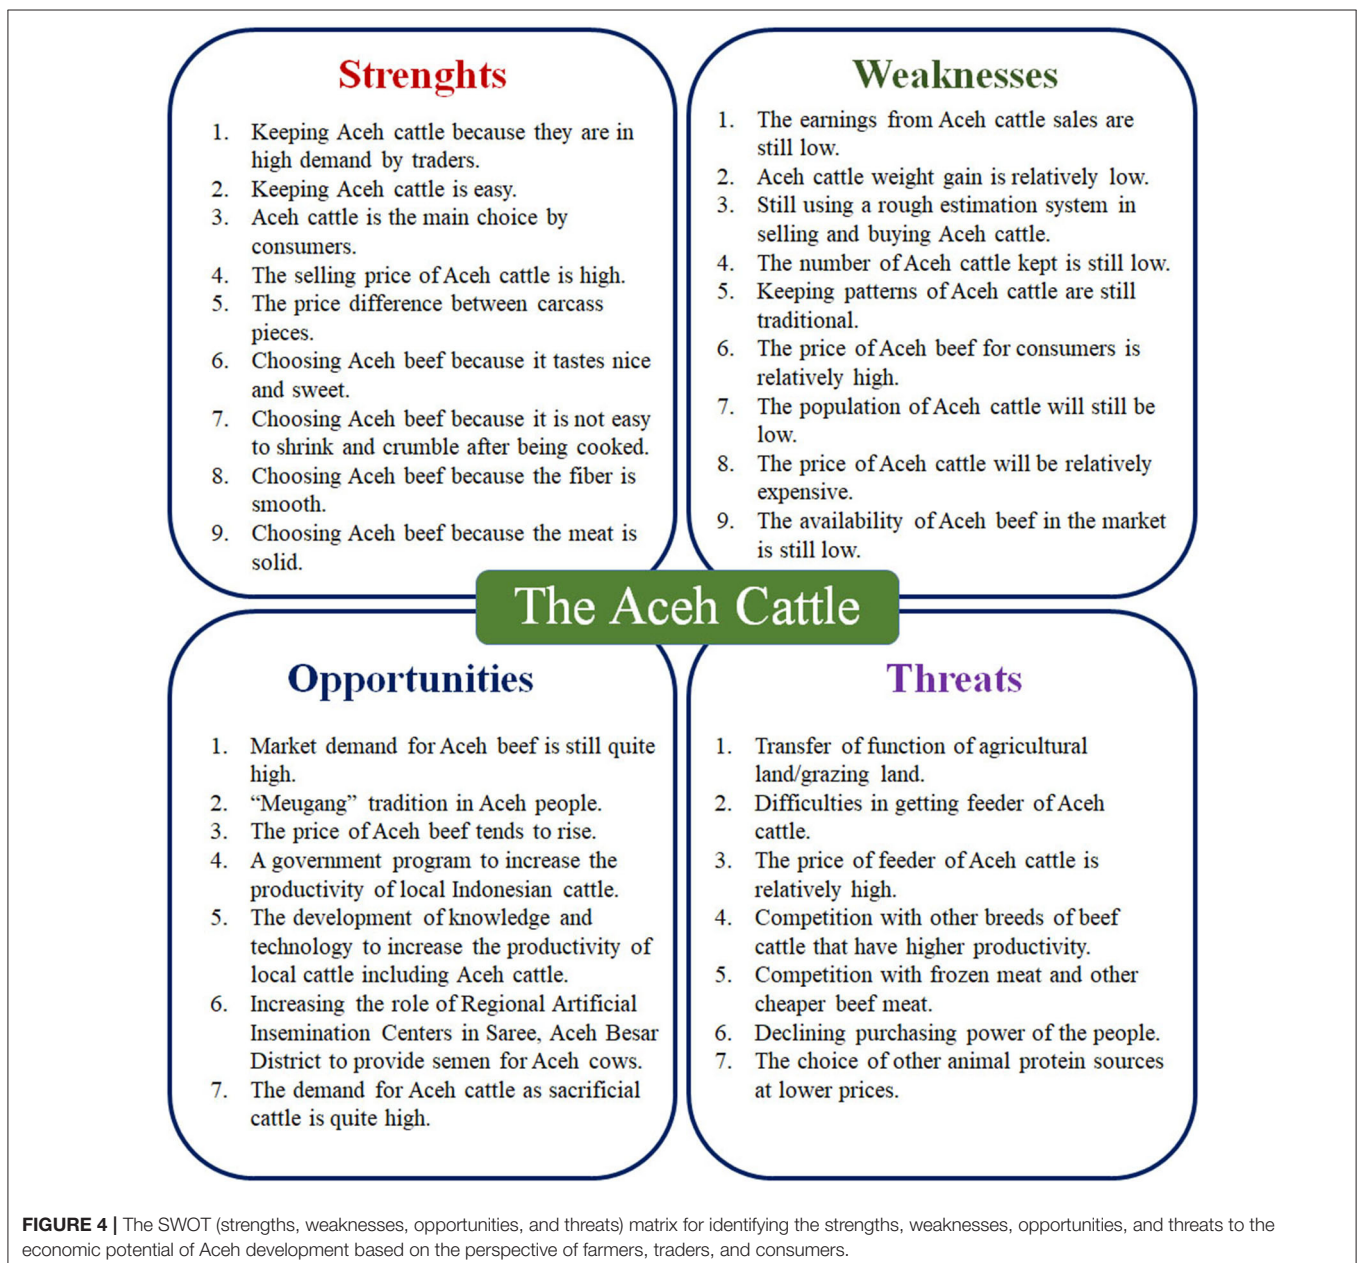 Strenghts
1. Keeping Aceh cattle because they are in
high demand by traders.
2. Keeping Aceh cattle is easy.
3. Aceh cattle is the main choice by
consumers.
4. The selling price of Aceh cattle is high.
5. The price difference between carcass
pieces.
6. Choosing Aceh beef because it tastes nice
and sweet.
7. Choosing Aceh beef because it is not easy
to shrink and crumble after being cooked.
8. Choosing Aceh beef because the fiber is
smooth.
9. Choosing Aceh beef because the meat is
solid.
Weaknesses
1. The earnings from Aceh cattle sales are
still low.
2. Aceh cattle weight gain is relatively low.
3. Still using a rough estimation system in
selling and buying Aceh cattle.
4. The number of Aceh cattle kept is still low.
5. Keeping patterns of Aceh cattle are still
traditional.
6. The price of Aceh beef for consumers is
relatively high.
7. The population of Aceh cattle will still be
low.
8. The price of Aceh cattle will be relatively
expensive.
9. The availability of Aceh beef in the market
is still low.
The Aceh Cattle
Opportunities
1. Market demand for Aceh beef is still quite
high.
2. “Meugang” tradition in Aceh people.
3. The price of Aceh beef tends to rise.
4. A government program to increase the
productivity of local Indonesian cattle.
5. The development of knowledge and
technology to increase the productivity of
local cattle including Aceh cattle.
6. Increasing the role of Regional Artificial
Insemination Centers in Saree, Aceh Besar
District to provide semen for Aceh cows.
7. The demand for Aceh cattle as sacrificial
cattle is quite high.
Threats
1. Transfer of function of agricultural
land/grazing land.
2. Difficulties in getting feeder of Aceh
cattle.
3. The price of feeder of Aceh cattle is
relatively high.
4. Competition with other breeds of beef
cattle that have higher productivity.
5. Competition with frozen meat and other
cheaper beef meat.
6. Declining purchasing power of the people.
7. The choice of other animal protein sources
at lower prices.
FIGURE 4 | The SWOT (strengths, weaknesses, opportunities, and threats) matrix for identifying the strengths, weaknesses, opportunities, and threats to the
economic potential of Aceh development based on the perspective of farmers, traders, and consumers.